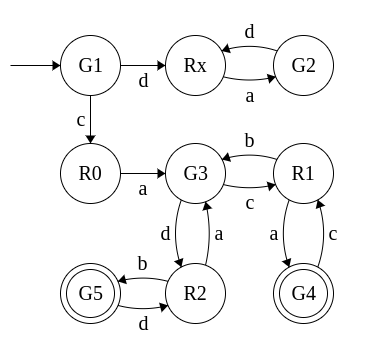 d
G1 d Rx a G2
c b
R0 a G3 c R1
d a a c
b
G5 d R2 G4